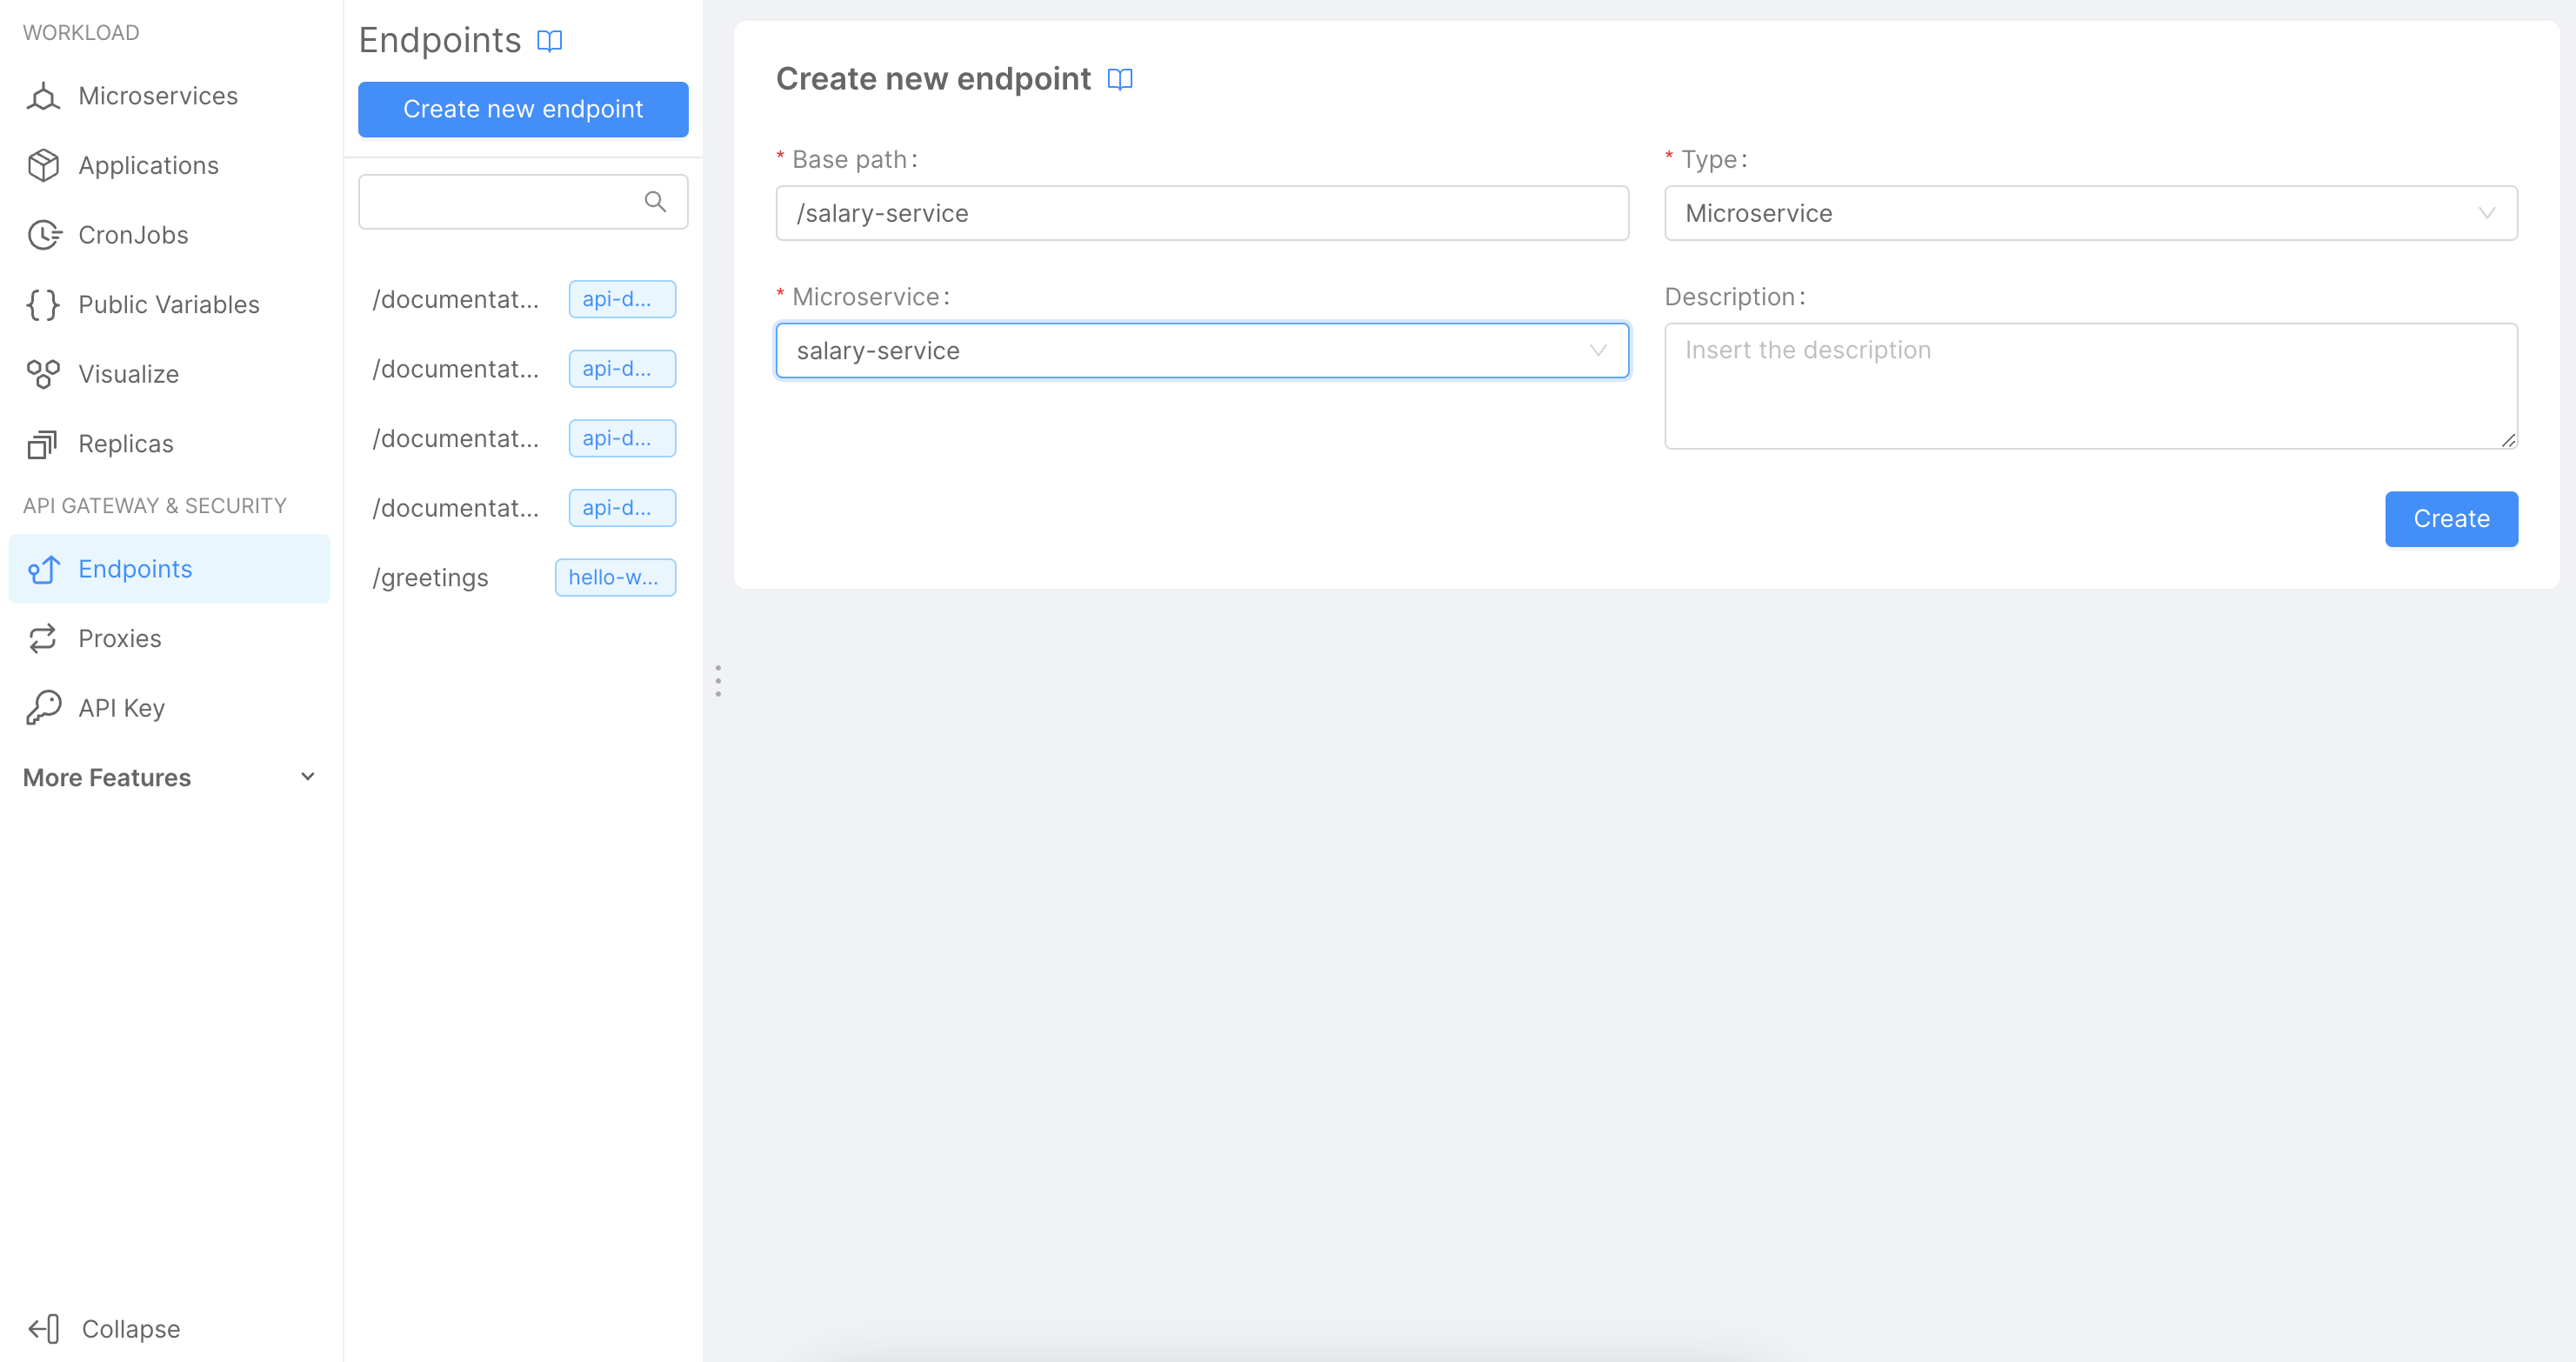 WORKLOAD
Microservices
Applications
CronJobs
Public Variables
Visualize
Replicas
API GATEWAY & SECURITY
Endpoints
Proxies
API Key
More Features
Collapse
Endpoints
Create new endpoint
/documentat... api-d...
/documentat... api-d...
/documentat... api-d...
/documentat... api-d...
/greetings hello-w...
Create new endpoint
* Base path:
/salary-service
* Type:
Microservice
* Microservice:
salary-service
Description:
Insert the description
Create